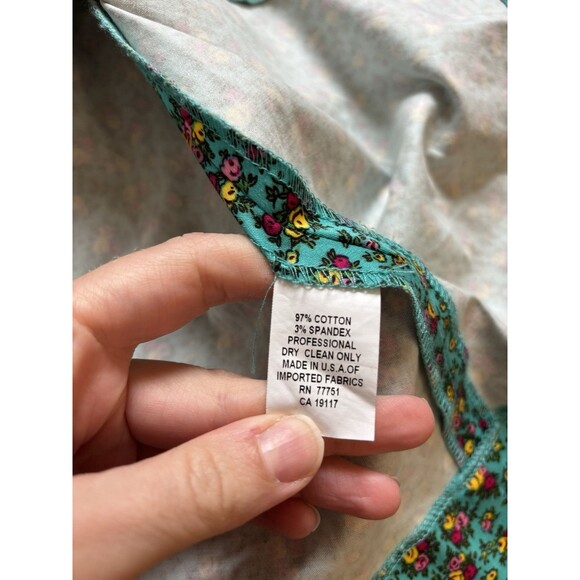 97% COTTON
3% SPANDEX
PROFESSIONAL
DRY CLEAN ONLY
MADE IN U.S.A.OF
IMPORTED FABRICS
RN 77751
CA 19117